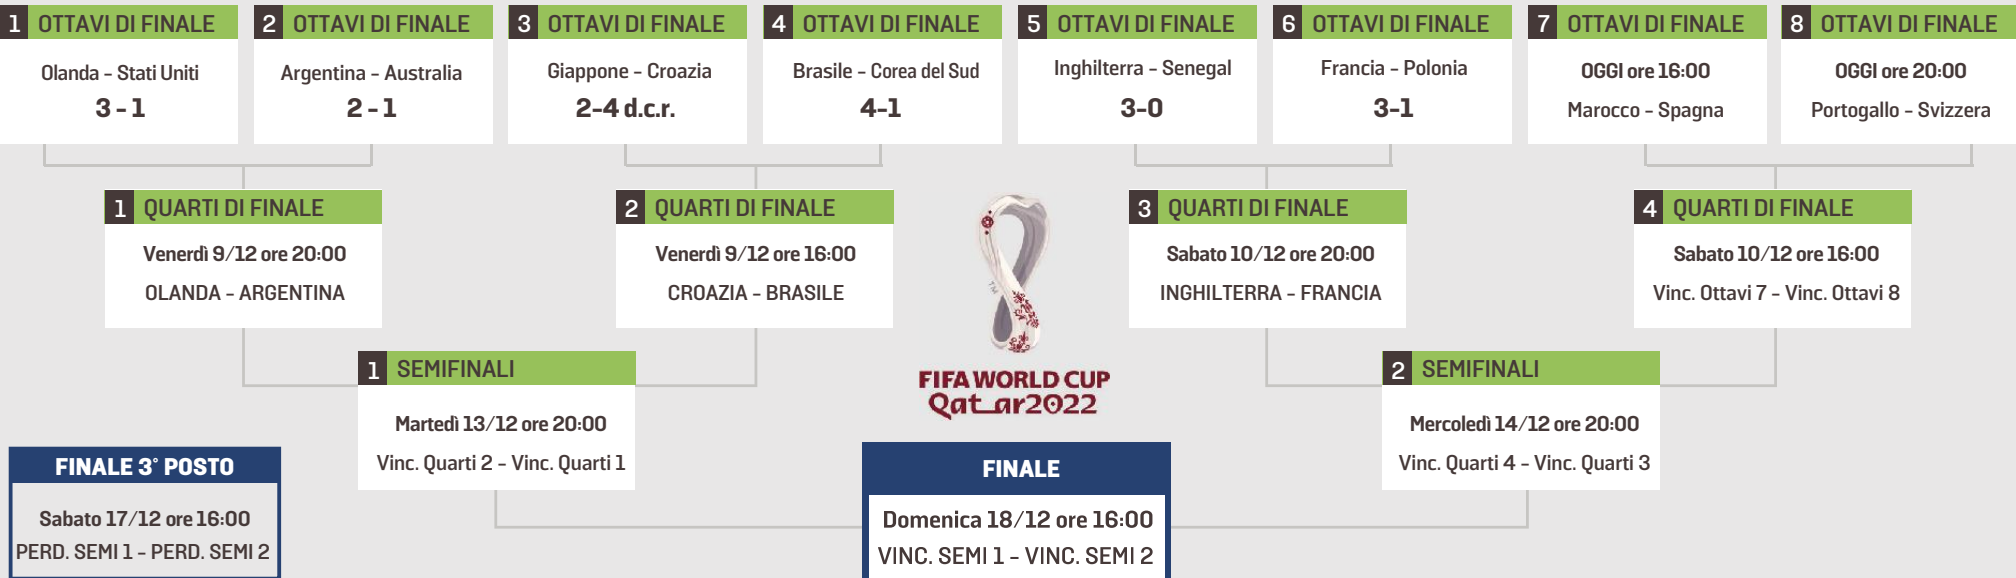 1 OTTAVI DI FINALE
Olanda - Stati Uniti
3 - 1
2 OTTAVI DI FINALE
Argentina - Australia
2 - 1
3 OTTAVI DI FINALE
Giappone - Croazia
2-4 d.c.r.
4 OTTAVI DI FINALE
Brasile - Corea del Sud
4-1
5 OTTAVI DI FINALE
Inghilterra - Senegal
3-0
6 OTTAVI DI FINALE
Francia - Polonia
3-1
7 OTTAVI DI FINALE
OGGI ore 16:00
Marocco - Spagna
8 OTTAVI DI FINALE
OGGI ore 20:00
Portogallo - Svizzera
1 QUARTI DI FINALE
Venerdì 9/12 ore 20:00
OLANDA - ARGENTINA
2 QUARTI DI FINALE
Venerdì 9/12 ore 16:00
CROAZIA - BRASILE
3 QUARTI DI FINALE
Sabato 10/12 ore 20:00
INGHILTERRA - FRANCIA
4 QUARTI DI FINALE
Sabato 10/12 ore 16:00
Vinc. Ottavi 7 - Vinc. Ottavi 8
TM
FIFA WORLD CUP
Qatar2022
1 SEMIFINALI
Martedì 13/12 ore 20:00
Vinc. Quarti 2 - Vinc. Quarti 1
2 SEMIFINALI
Mercoledì 14/12 ore 20:00
Vinc. Quarti 4 - Vinc. Quarti 3
FINALE 3° POSTO
Sabato 17/12 ore 16:00
PERD. SEMI 1 - PERD. SEMI 2
FINALE
Domenica 18/12 ore 16:00
VINC. SEMI 1 - VINC. SEMI 2